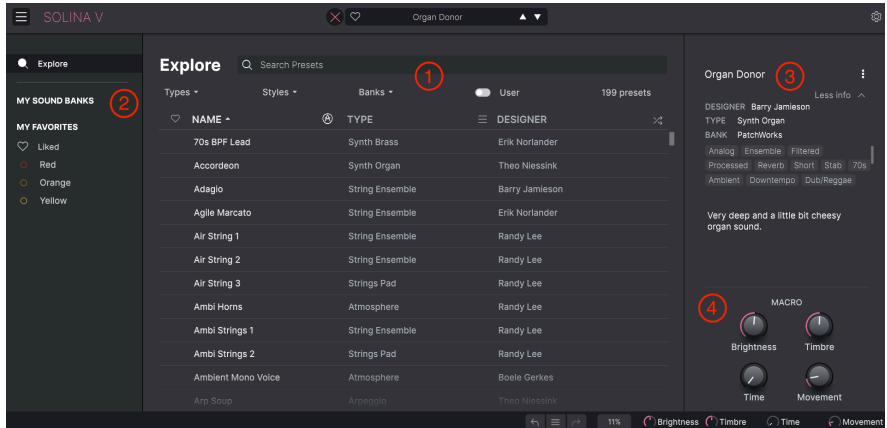 SOLINA V
Organ Donor
Explore
MY SOUND BANKS
2
MY FAVORITES
Liked
Red
Orange
Yellow
Explore
Search Presets
1
Types
Styles
Banks
User
199 presets
NAME
TYPE
DESIGNER
70s BPF Lead Synth Brass Erik Norlander
Accordeon Synth Organ Theo Niessink
Adagio String Ensemble Barry Jamieson
Agile Marcato String Ensemble Erik Norlander
Air String 1 String Ensemble Randy Lee
Air String 2 String Ensemble Randy Lee
Air String 3 Strings Pad Randy Lee
Ambi Horns Atmosphere Randy Lee
Ambi Strings 1 String Ensemble Randy Lee
Ambi Strings 2 Strings Pad Randy Lee
Ambient Mono Voice Atmosphere Boele Gerkes
Arp Soup Arpeggio Theo Niessink
Organ Donor
3
Less info
DESIGNER Barry Jamieson
TYPE Synth Organ
BANK PatchWorks
Analog Ensemble Filtered
Processed Reverb Short Stab 70s
Ambient Downtempo Dub/Reggae
Very deep and a little bit cheesy
organ sound.
4
MACRO
Brightness Timbre
Time Movement
11% Brightness Timbre Time Movement